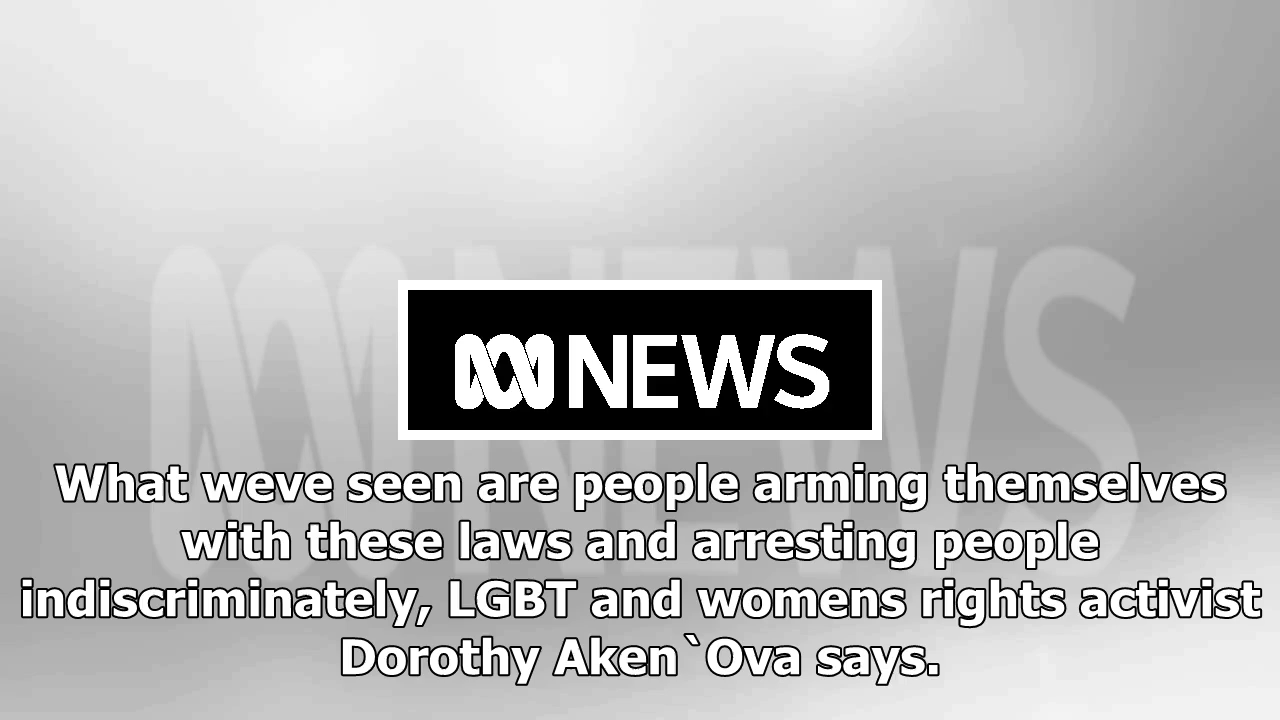 NEWS
NEWS
What weve seen are people arming themselves
with these laws and arresting people
indiscriminately, LGBT and womens rights activist
Dorothy Aken`Ova says.